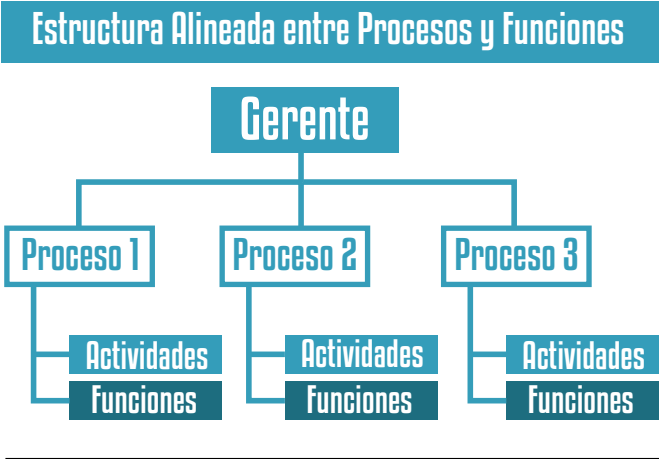 Estructura Alineada entre Procesos y Funciones
Gerente
Proceso 1
Proceso 2
Proceso 3
Actividades
Funciones
Actividades
Funciones
Actividades
Funciones